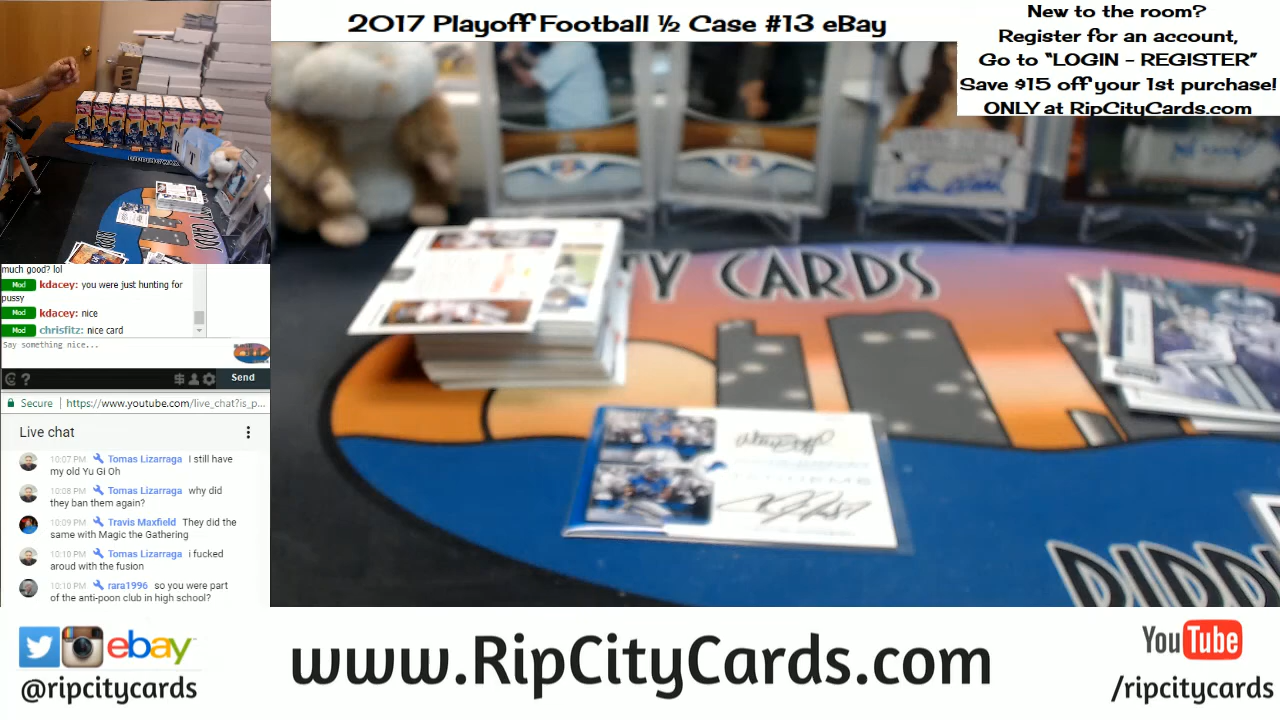 2017 Playoff Football ½ Case #13 eBay
New to the room?
Register for an account,
Go to "LOGIN - REGISTER"
Save $15 off your 1st purchase!
ONLY at RipCityCards.com
much good? lol
Mod kdacey: you were just hunting for
pussy
Mod kdacey: nice
Mod chrisfitz: nice card
Say something nice...
Send
Secure https://www.youtube.com/live_chat?is_p...
Live chat
10:07 PM Tomas Lizarraga I still have
my old Yu Gi Oh
10:08 PM Tomas Lizarraga why did
they ban them again?
10:09 PM Travis Maxfield They did the
same with Magic the Gathering
10:10 PM Tomas Lizarraga i fucked
aroud with the fusion
10:10 PM rara1996 so you were part
of the anti-poon club in high school?
TY CARDS
RIPPI
ebay
@ripcitycards
www.RipCityCards.com
YouTube
/ripcitycards